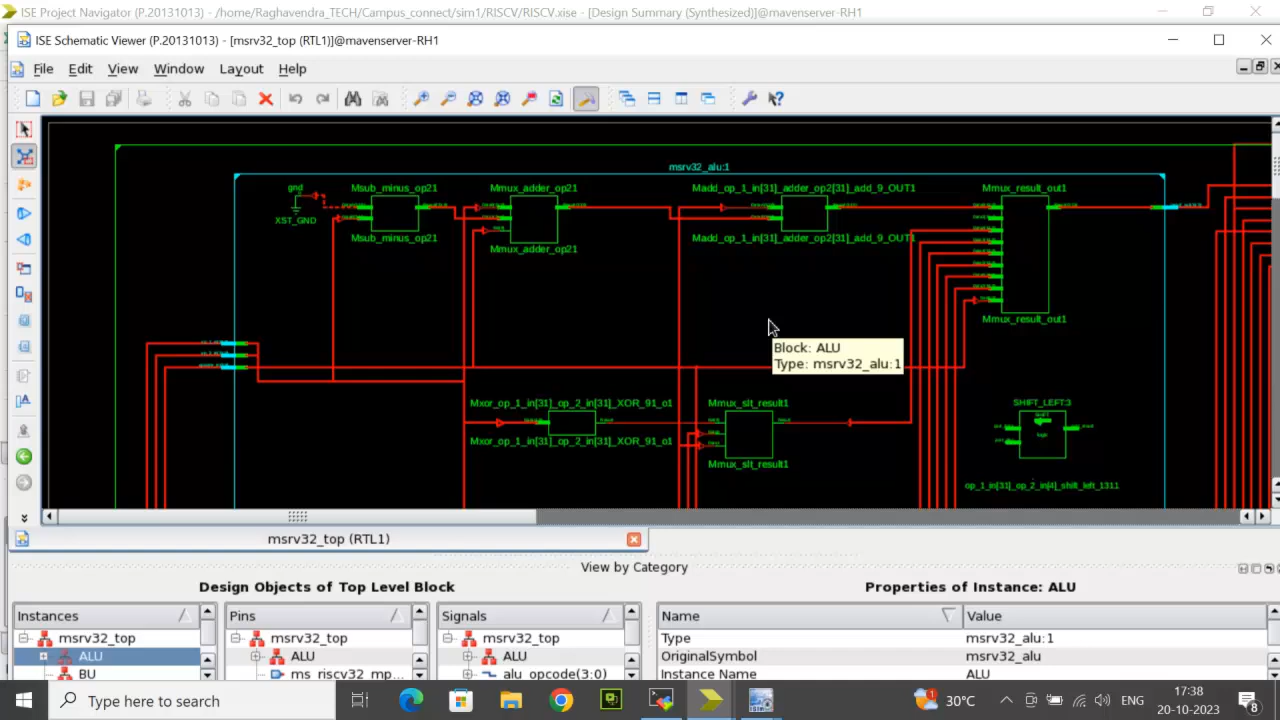 ISE Project Navigator (P.20131013) - /home/Raghavendra_TECH/Campus_connect/sim1/RISCV/RISCV.xise - [Design Summary (Synthesized)]@mavenserver-RH1
ISE Schematic Viewer (P.20131013) - [msrv32_top (RTL1)]@mavenserver-RH1
File Edit View Window Layout Help
msrv32_alu:1
gnd
Msub_minus_op21
Mmux_adder_op21
Madd_op_1_in[31]_adder_op2[31]_add_9_OUT1
Mmux_result_out1
XST_GND
Msub_minus_op21
Mmux_adder_op21
Madd_op_1_in[31]_adder_op2[31]_add_9_OUT1
Mmux_result_out1
Block: ALU
Type: msrv32_alu:1
Mxor_op_1_in[31]_op_2_in[31]_XOR_91_o1
Mmux_slt_result1
SHIFT_LEFT:3
Mxor_op_1_in[31]_op_2_in[31]_XOR_91_o1
Mmux_slt_result1
op_1_in[31]_op_2_in[4]_shift_left_1311
msrv32_top (RTL1)
View by Category
Design Objects of Top Level Block
Properties of Instance: ALU
Instances Pins Signals Name Value
msrv32_top msrv32_top msrv32_top Type msrv32_alu:1
ALU ALU ALU OriginalSymbol msrv32_alu
BU ms_riscv32_mp... alu_opcode(3:0) Instance Name ALU
Type here to search
1
30°C
ENG
17:38
20-10-2023
8